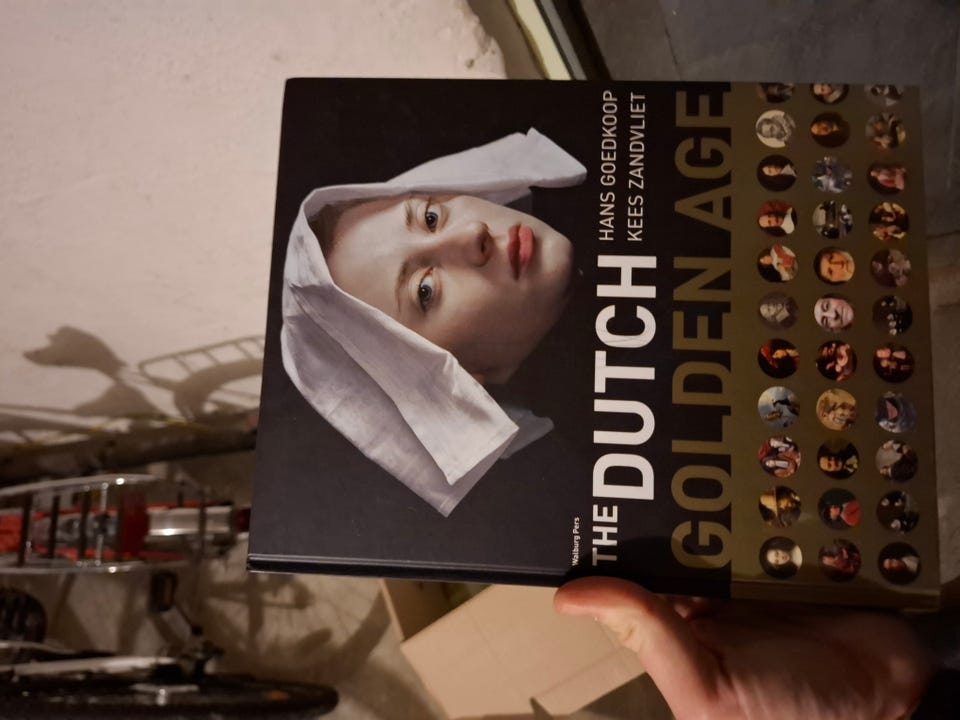 Walburg Pers
THE DUTCH
HANS GOEDKOOP
KEES ZANDVLIET
GOLDEN AGE